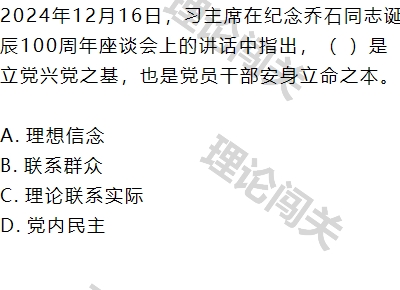 2024年12月16日，习主席在纪念乔石同志诞
辰100周年座谈会上的讲话中指出，（ ）是
立党兴党之基，也是党员干部安身立命之本。
A. 理想信念
B. 联系群众
C. 理论联系实际
D. 党内民主
理论闯关
理论闯关